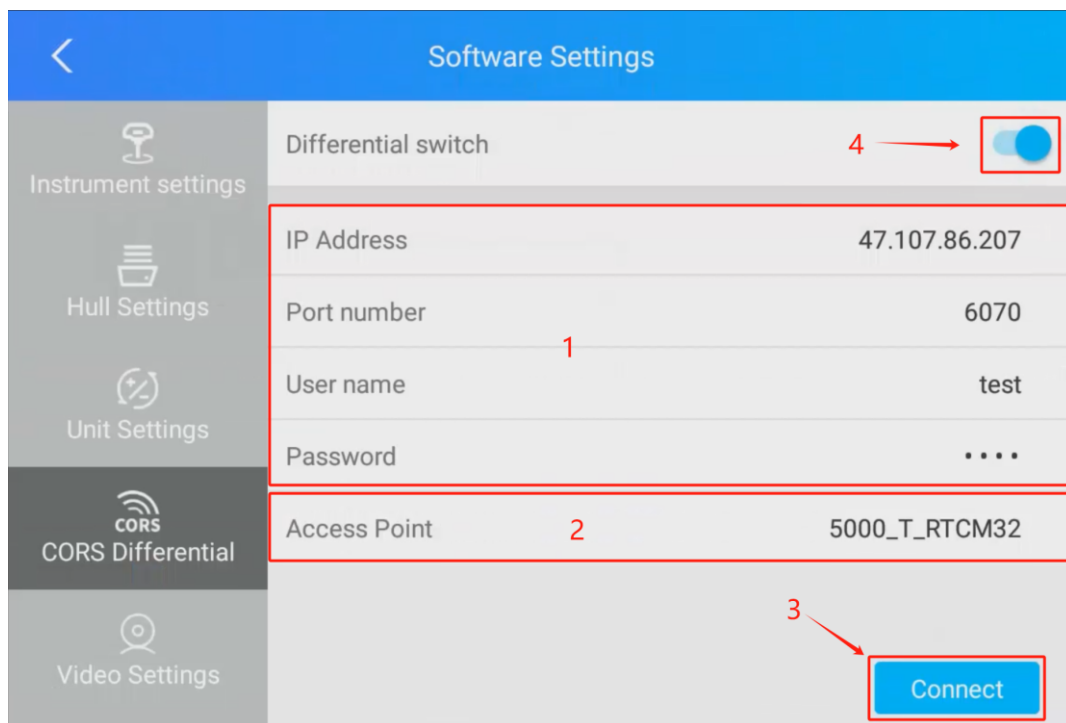 Software Settings
Instrument settings
Hull Settings
Unit Settings
CORS
CORS Differential
Video Settings
Differential switch
4
IP Address 47.107.86.207
Port number 6070
1
User name test
Password ••••
Access Point 2 5000_T_RTCM32
3
Connect